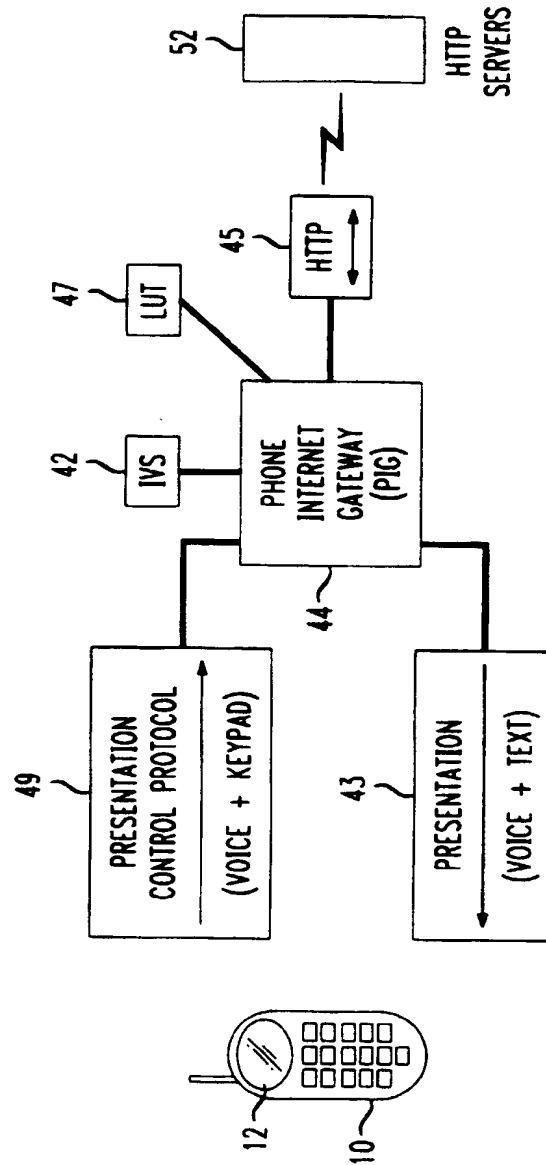 12
10
49
PRESENTATION
CONTROL PROTOCOL
(VOICE + KEYPAD)
43
PRESENTATION
(VOICE + TEXT)
42
IVS
47
LUT
PHONE
INTERNET
GATEWAY
(PIG)
44
45
HTTP
52
HTTP
SERVERS